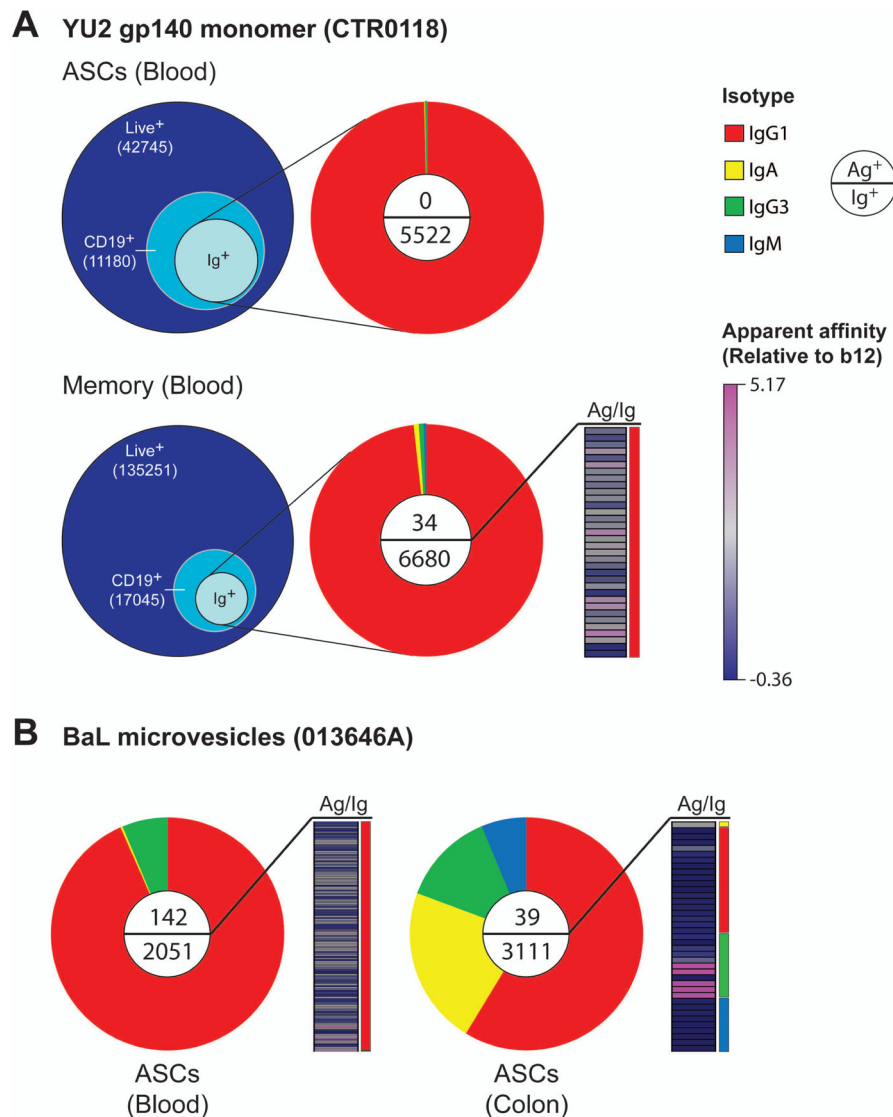 A YU2 gp140 monomer (CTR0118)
ASCs (Blood)
Live+
(42745)
CD19+
(11180)
Ig+
0
5522
Isotype
IgG1
IgA
IgG3
IgM
Ag+
Ig+
Memory (Blood)
Live+
(135251)
CD19+
(17045)
Ig+
34
6680
Ag/Ig
Apparent affinity
(Relative to b12)
5.17
-0.36
B BaL microvesicles (013646A)
142
2051
Ag/Ig
ASCs
(Blood)
39
3111
Ag/Ig
ASCs
(Colon)